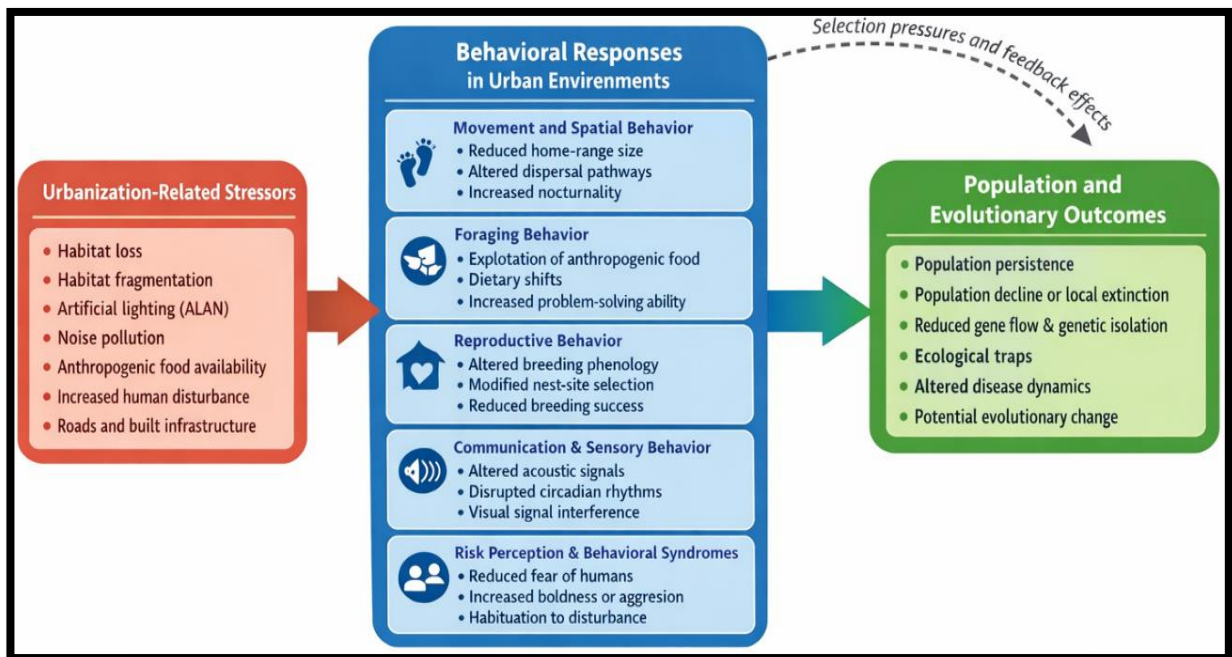 Selection pressures and feedback effects
Behavioral Responses
in Urban Environments
Urbanization-Related Stressors
• Habitat loss
• Habitat fragmentation
• Artificial lighting (ALAN)
• Noise pollution
• Anthropogenic food availability
• Increased human disturbance
• Roads and built infrastructure
Movement and Spatial Behavior
• Reduced home-range size
• Altered dispersal pathways
• Increased nocturnality
Foraging Behavior
• Explotation of anthropogenic food
• Dietary shifts
• Increased problem-solving ability
Reproductive Behavior
• Altered breeding phenology
• Modified nest-site selection
• Reduced breeding success
Communication & Sensory Behavior
• Altered acoustic signals
• Disrupted circadian rhythms
• Visual signal interference
Risk Perception & Behavioral Syndromes
• Reduced fear of humans
• Increased boldness or aggresion
• Habituation to disturbance
Population and
Evolutionary Outcomes
• Population persistence
• Population decline or local extinction
• Reduced gene flow & genetic isolation
• Ecological traps
• Altered disease dynamics
• Potential evolutionary change